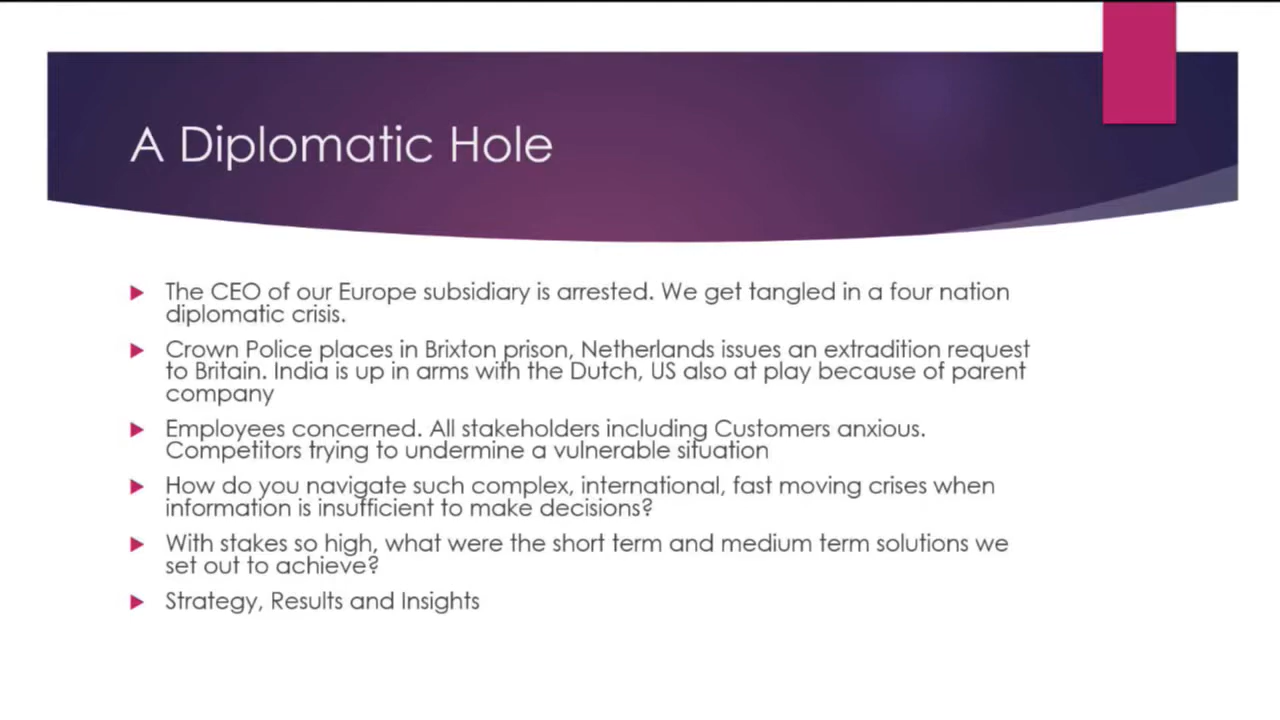 A Diplomatic Hole
The CEO of our Europe subsidiary is arrested. We get tangled in a four nation
diplomatic crisis.
Crown Police places in Brixton prison, Netherlands issues an extradition request
to Britain. India is up in arms with the Dutch, US also at play because of parent
company
Employees concerned. All stakeholders including Customers anxious.
Competitors trying to undermine a vulnerable situation
How do you navigate such complex, international, fast moving crises when
information is insufficient to make decisions?
With stakes so high, what were the short term and medium term solutions we
set out to achieve?
Strategy, Results and Insights